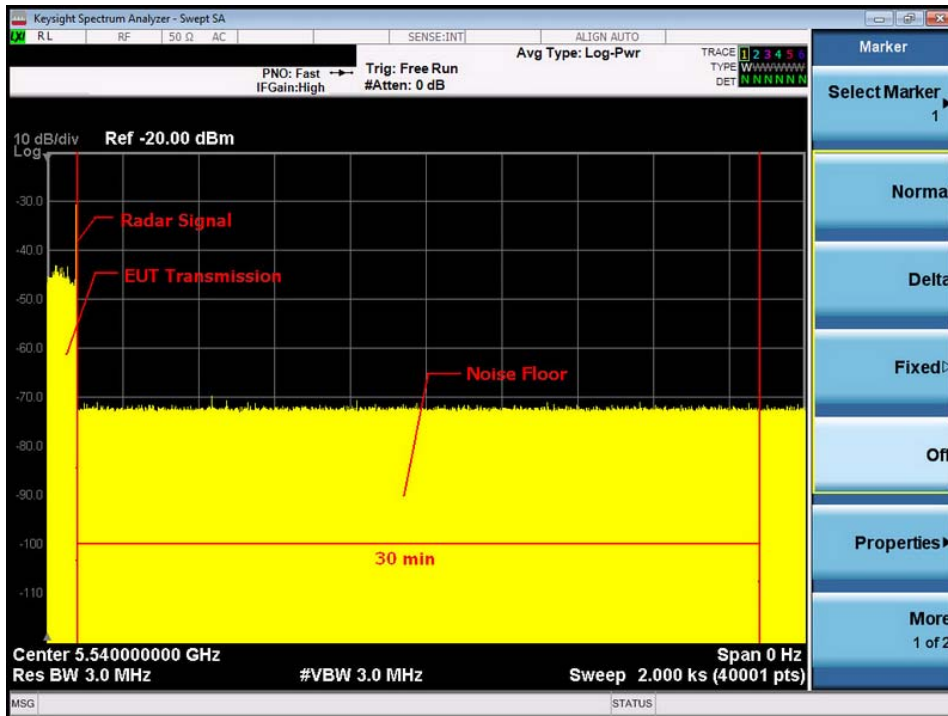 Keysight Spectrum Analyzer - Swept SA
LXI RL RF 50 Ω AC SENSE:INT ALIGN AUTO
PNO: Fast
IFGain:High
Trig: Free Run
#Atten: 0 dB
Avg Type: Log-Pwr
TRACE 1 2 3 4 5 6
TYPE WWWWWW
DET N N N N N N
10 dB/div
Log
Ref -20.00 dBm
-30.0
-40.0
-50.0
-60.0
-70.0
-80.0
-90.0
-100
-110
Radar Signal
EUT Transmission
Noise Floor
30 min
Center 5.540000000 GHz
Span 0 Hz
Res BW 3.0 MHz
#VBW 3.0 MHz
Sweep 2.000 ks (40001 pts)
MSG
STATUS
Marker
Select Marker
1
Norma
Delta
Fixed
Off
Properties
More
1 of 2